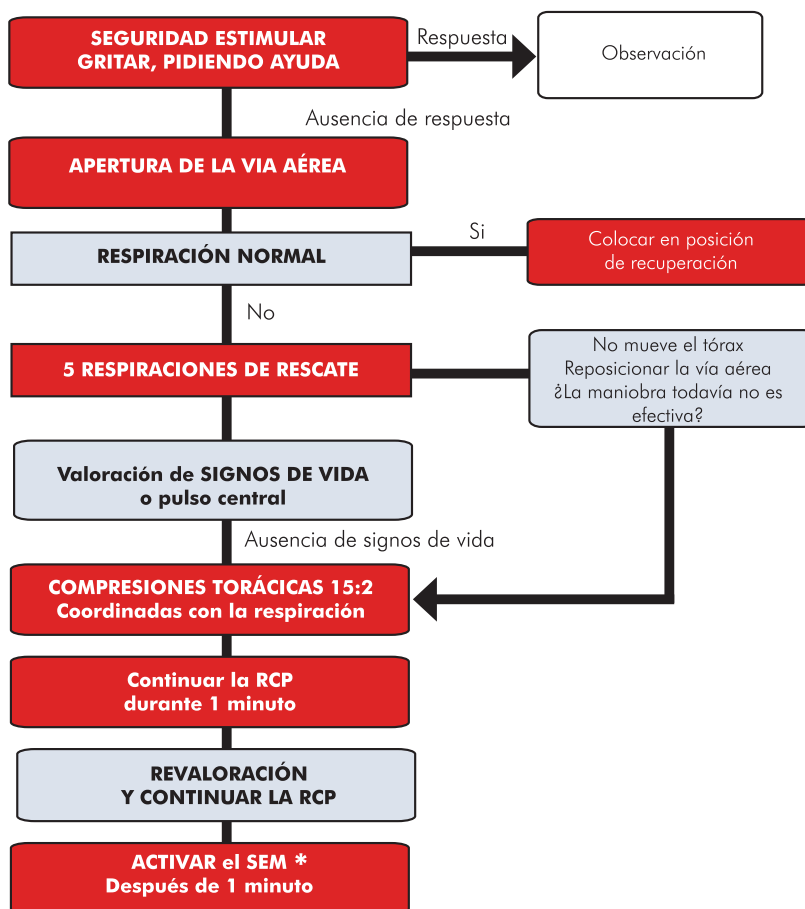 SEGURIDAD ESTIMULAR
GRITAR, PIDIENDO AYUDA
Respuesta
Observación
Ausencia de respuesta
APERTURA DE LA VIA AÉREA
RESPIRACIÓN NORMAL
Si
Colocar en posición
de recuperación
No
5 RESPIRACIONES DE RESCATE
No mueve el tórax
Reposicionar la vía aérea
¿La maniobra todavía no es
efectiva?
Valoración de SIGNOS DE VIDA
o pulso central
Ausencia de signos de vida
COMPRESIONES TORÁCICAS 15:2
Coordinadas con la respiración
Continuar la RCP
durante 1 minuto
REVALORACIÓN
Y CONTINUAR LA RCP
ACTIVAR el SEM *
Después de 1 minuto